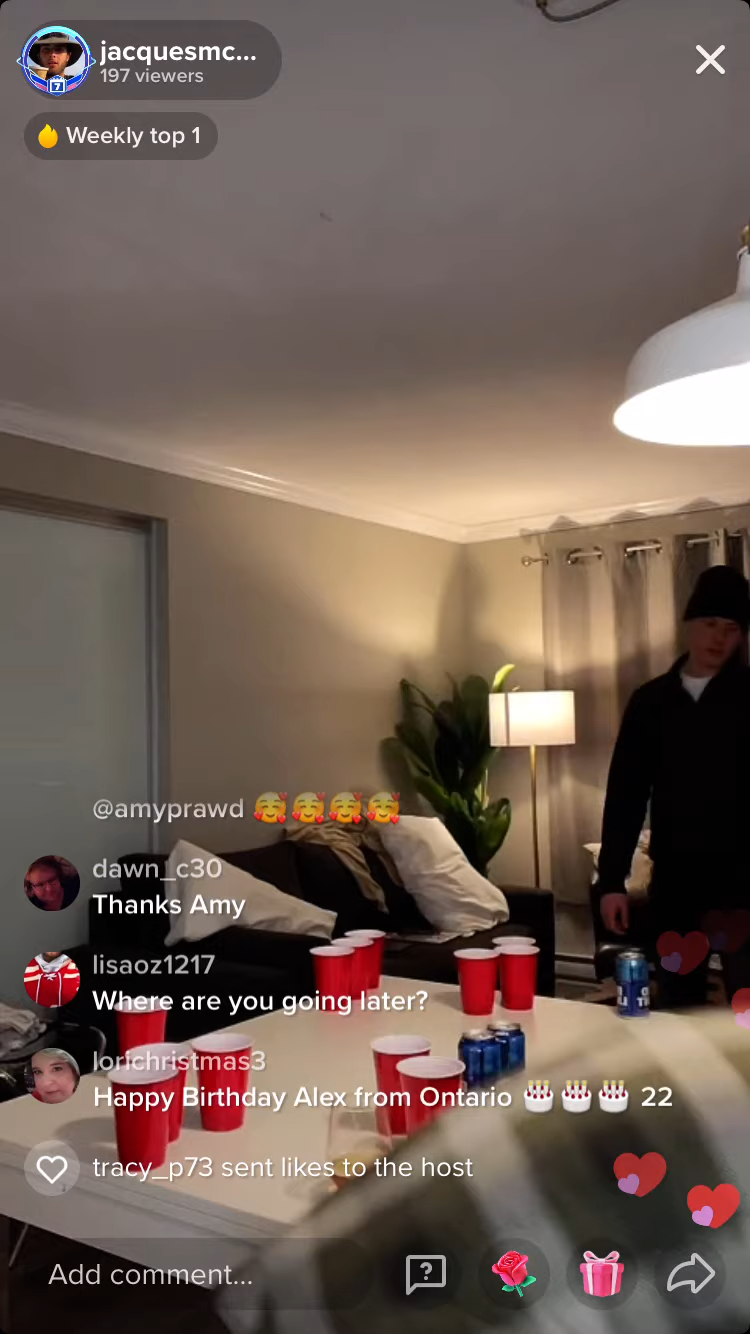 jacquesmc...
197 viewers
7
Weekly top 1
@amyprawd 🥰🥰🥰🥰
dawn_c30
Thanks Amy
lisaoz1217
Where are you going later?
lorichristmas3
Happy Birthday Alex from Ontario 🎂🎂🎂 22
tracy_p73 sent likes to the host
Add comment...
?